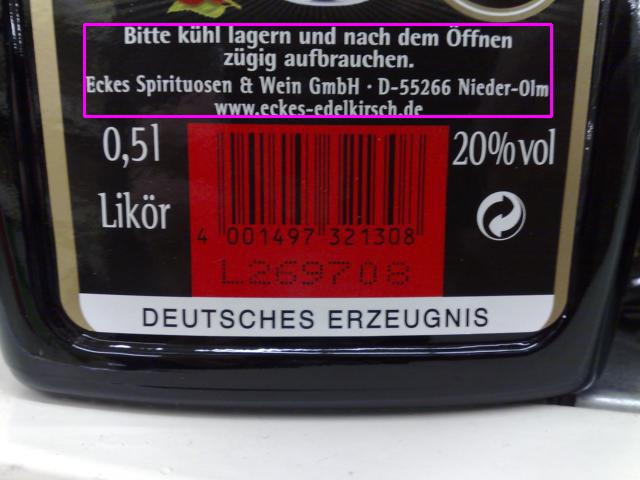 Bitte kühl lagern und nach dem Öffnen
zügig aufbrauchen.
Eckes Spirituosen & Wein GmbH · D-55266 Nieder-Olm
www.eckes-edelkirsch.de
0,5l
20% vol
Likör
4 001497 321308
L269708
DEUTSCHES ERZEUGNIS